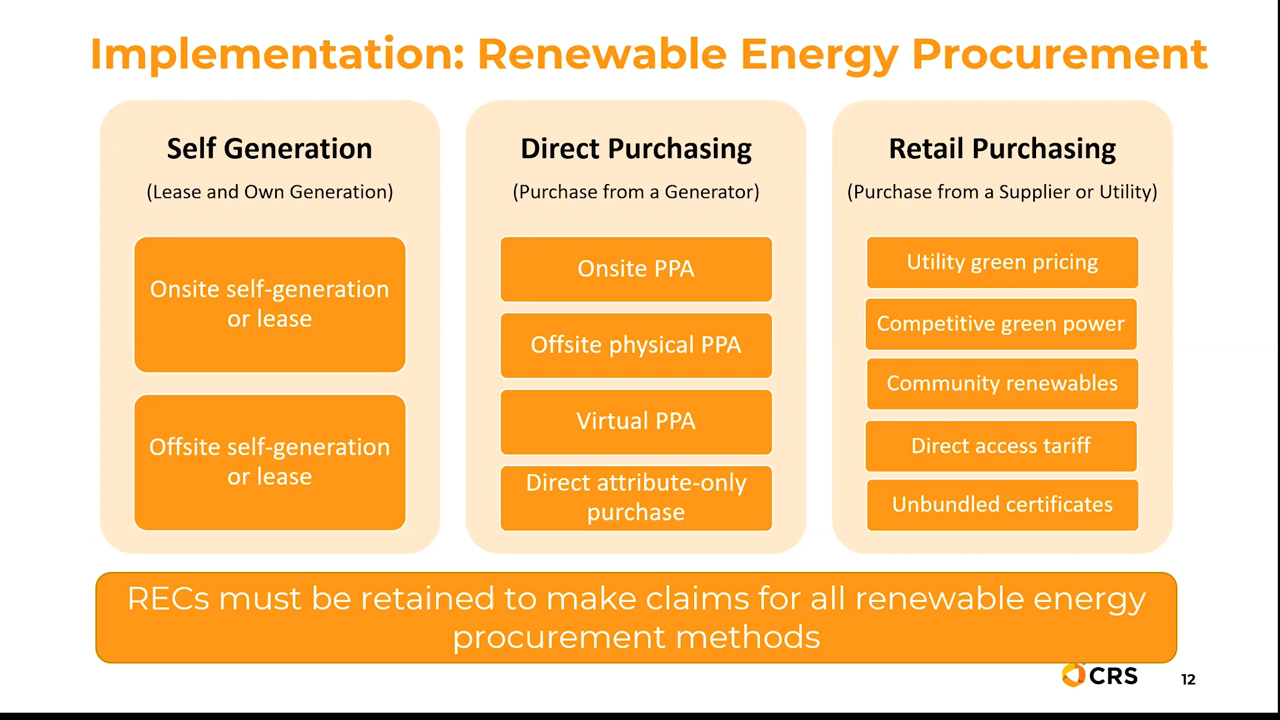 Implementation: Renewable Energy Procurement
Self Generation
(Lease and Own Generation)
Onsite self-generation
or lease
Offsite self-generation
or lease
Direct Purchasing
(Purchase from a Generator)
Onsite PPA
Offsite physical PPA
Virtual PPA
Direct attribute-only
purchase
Retail Purchasing
(Purchase from a Supplier or Utility)
Utility green pricing
Competitive green power
Community renewables
Direct access tariff
Unbundled certificates
RECs must be retained to make claims for all renewable energy
procurement methods
CRS
12